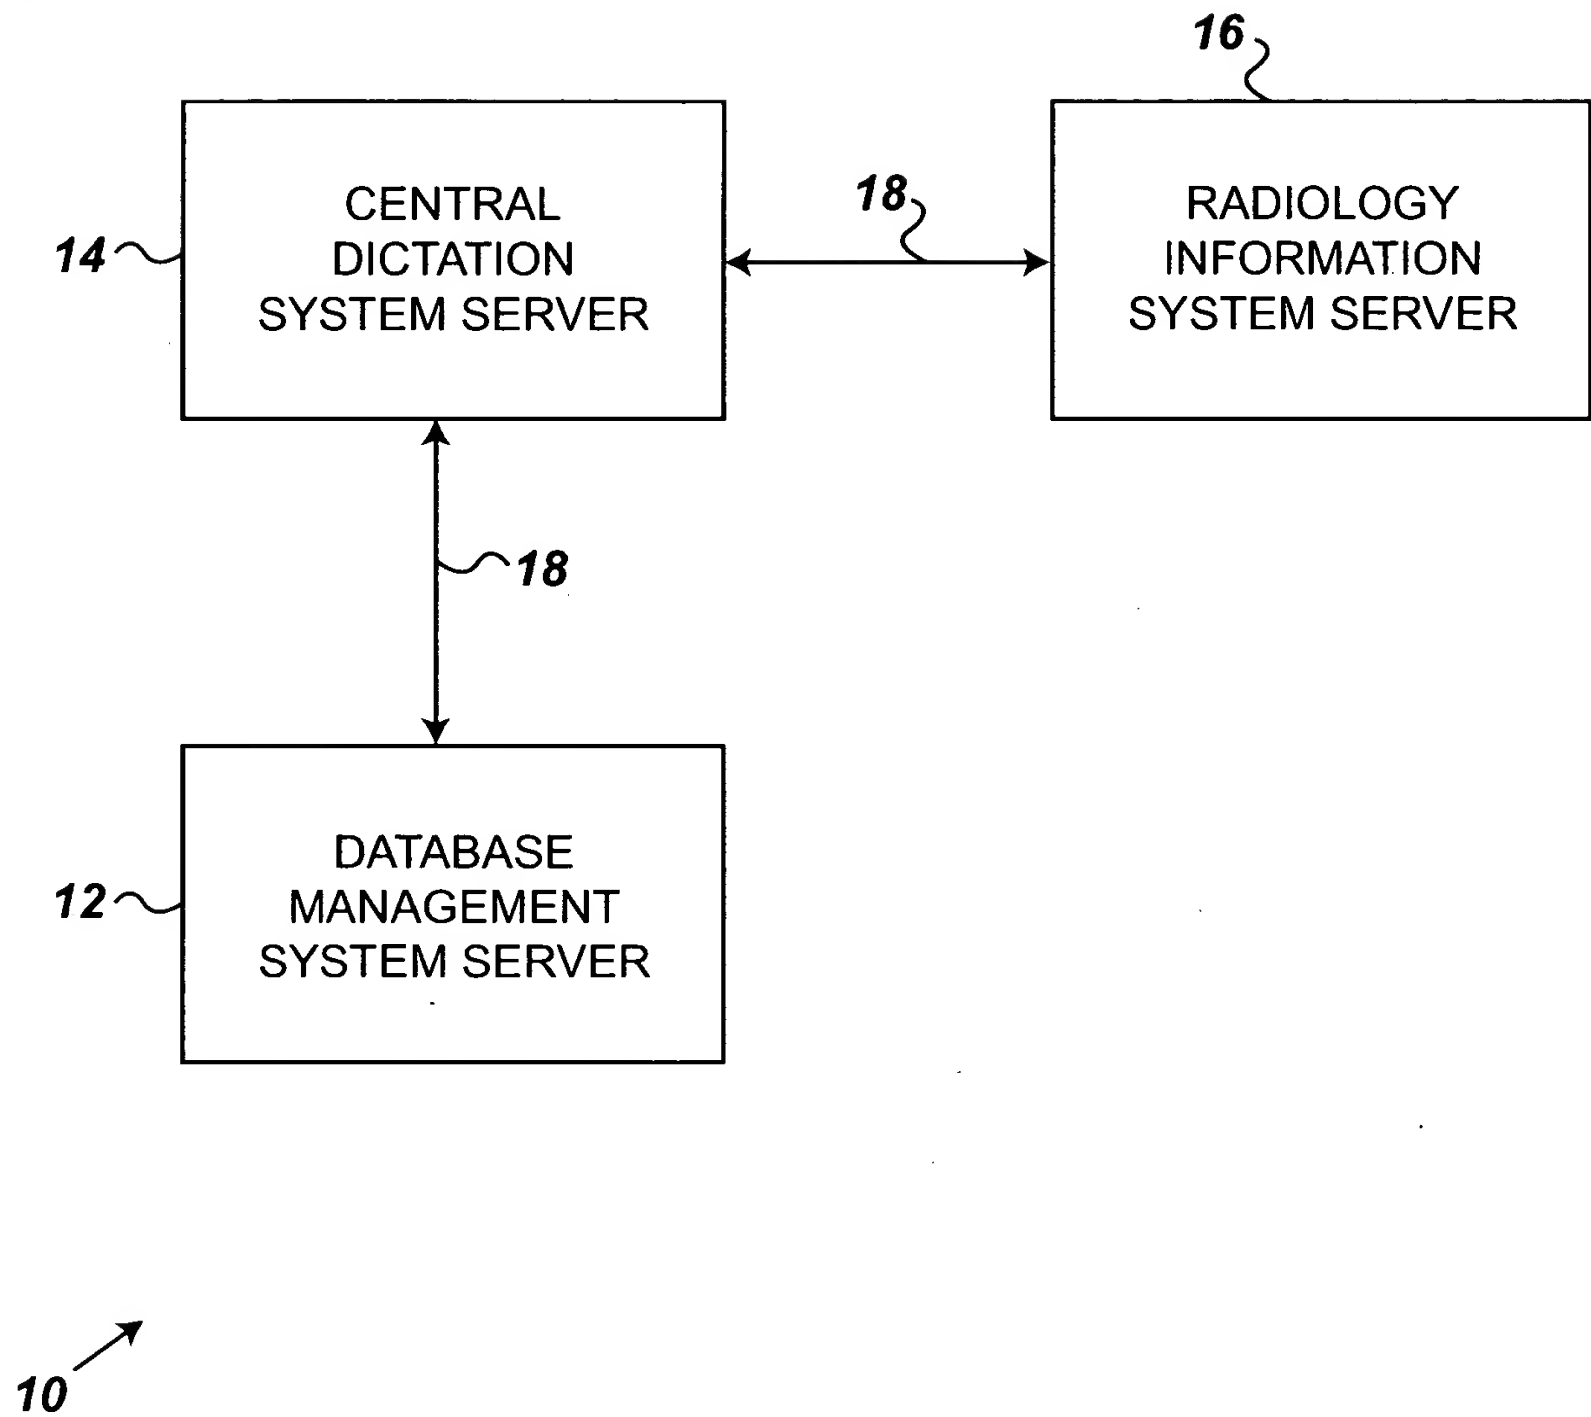 16
14
CENTRAL
DICTATION
SYSTEM SERVER
18
RADIOLOGY
INFORMATION
SYSTEM SERVER
18
12
DATABASE
MANAGEMENT
SYSTEM SERVER
10